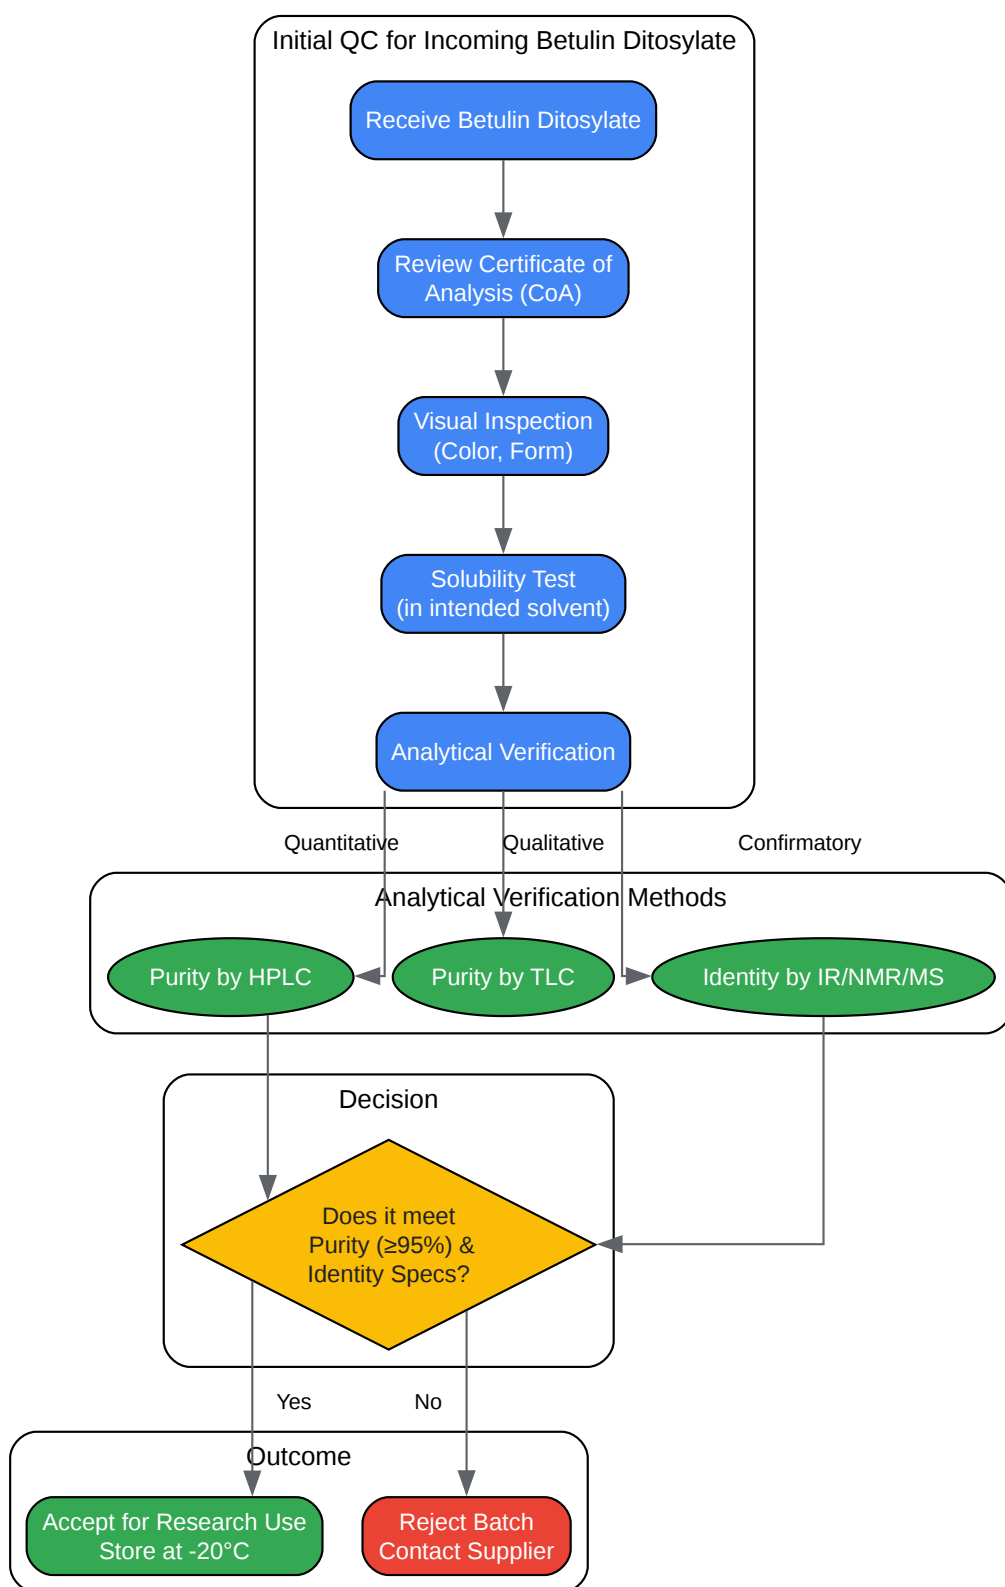 Initial QC for Incoming Betulin Ditosylate
Receive Betulin Ditosylate
Review Certificate of
Analysis (CoA)
Visual Inspection
(Color, Form)
Solubility Test
(in intended solvent)
Analytical Verification
Quantitative
Qualitative
Confirmatory
Analytical Verification Methods
Purity by HPLC
Purity by TLC
Identity by IR/NMR/MS
Decision
Does it meet
Purity (≥95%) &
Identity Specs?
Yes
No
Outcome
Accept for Research Use
Store at -20°C
Reject Batch
Contact Supplier